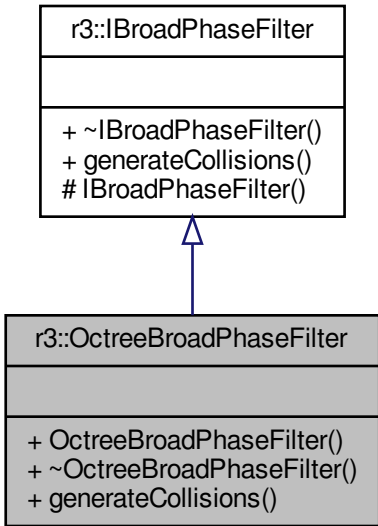 r3::IBroadPhaseFilter
+ ~IBroadPhaseFilter()
+ generateCollisions()
# IBroadPhaseFilter()
r3::OctreeBroadPhaseFilter
+ OctreeBroadPhaseFilter()
+ ~OctreeBroadPhaseFilter()
+ generateCollisions()